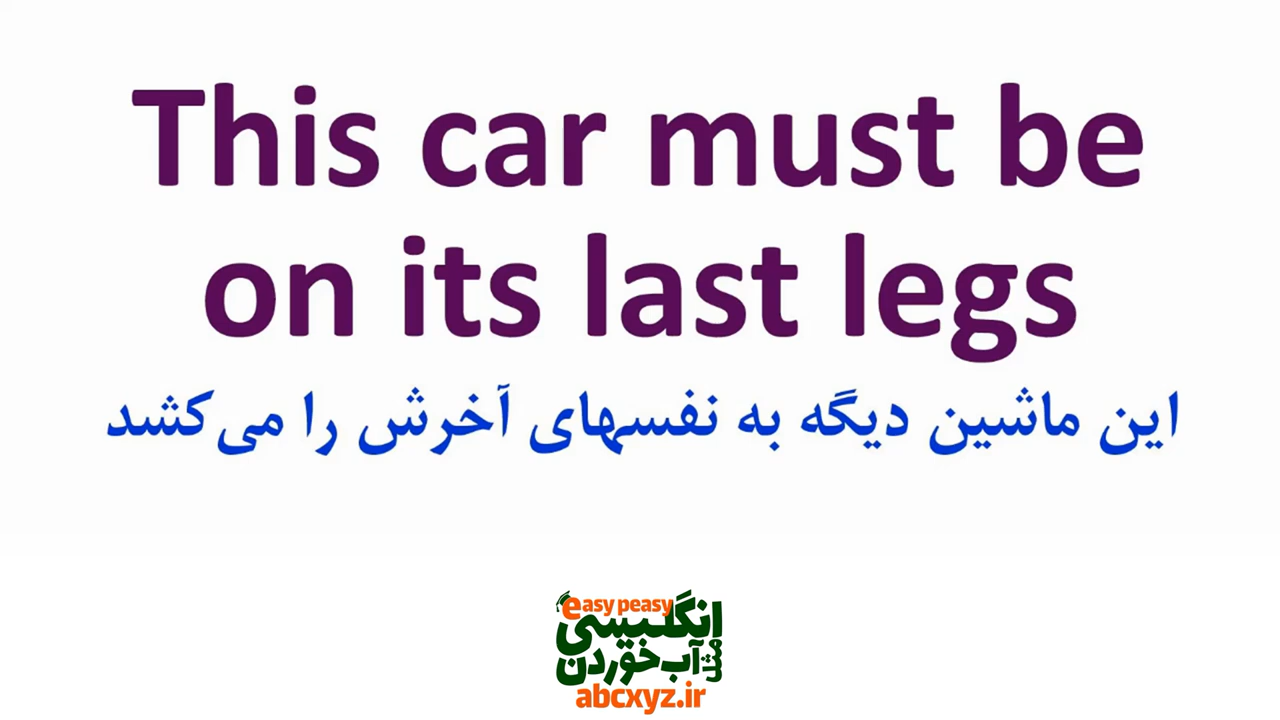 This car must be
on its last legs
این ماشین دیگه به نفسهای آخرش را می‌کشد
easy peasy
انگلیسی
مثل آب خوردن
abcxyz.ir